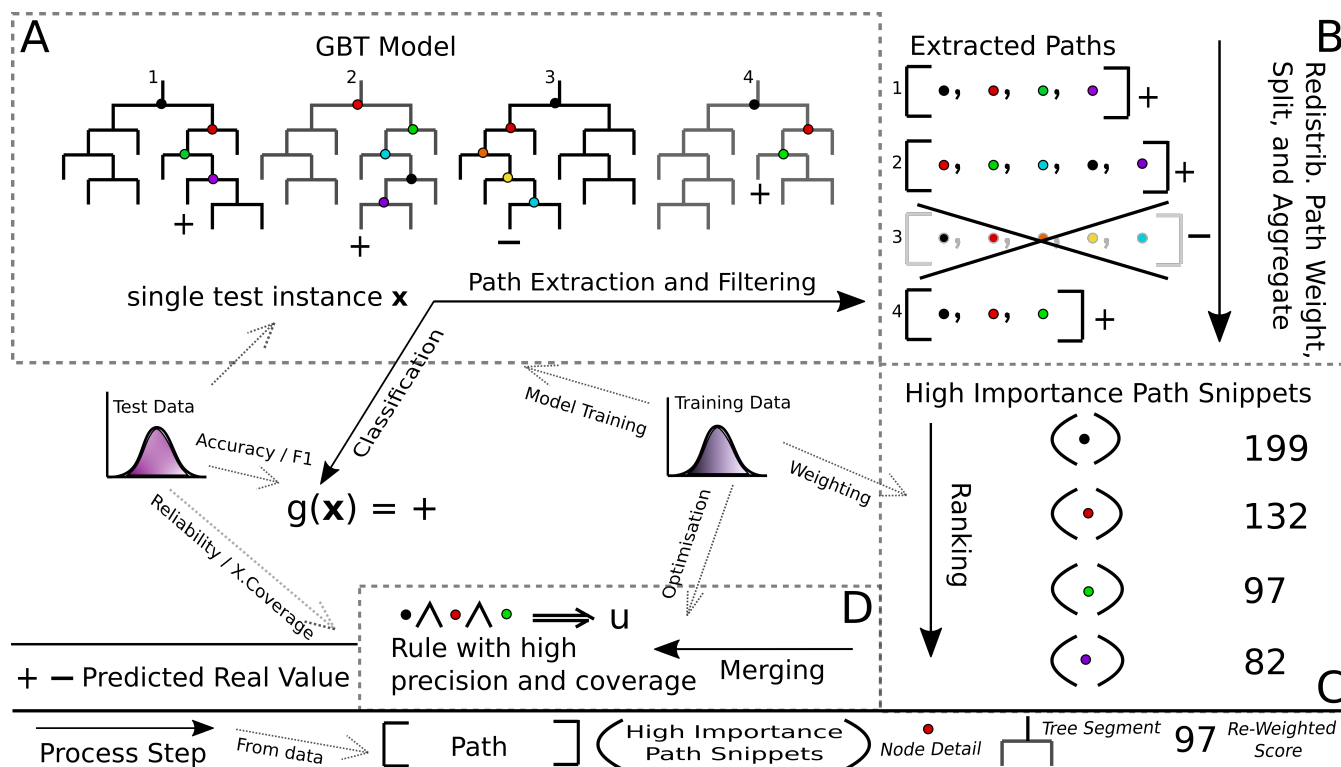 A
GBT Model
1
2
3
4
+
+
−
+
single test instance x
Path Extraction and Filtering
Classification
B
Extracted Paths
1 [ , , , ] +
2 [ , , , , ] +
3 [ , , , , ] −
4 [ , , ] +
Redistrib. Path Weight,
Split, and Aggregate
Test Data
Accuracy / F1
Reliability / X.Coverage
g(x) = +
Model Training
Training Data
Weighting
Optimisation
High Importance Path Snippets
( ) 199
( ) 132
( ) 97
( ) 82
Ranking
C
D
∧ ∧ ⟹ u
Rule with high
precision and coverage
Merging
+ − Predicted Real Value
Process Step
From data
[ Path ]
(High Importance
Path Snippets)
Node Detail
Tree Segment
97
Re-Weighted
Score